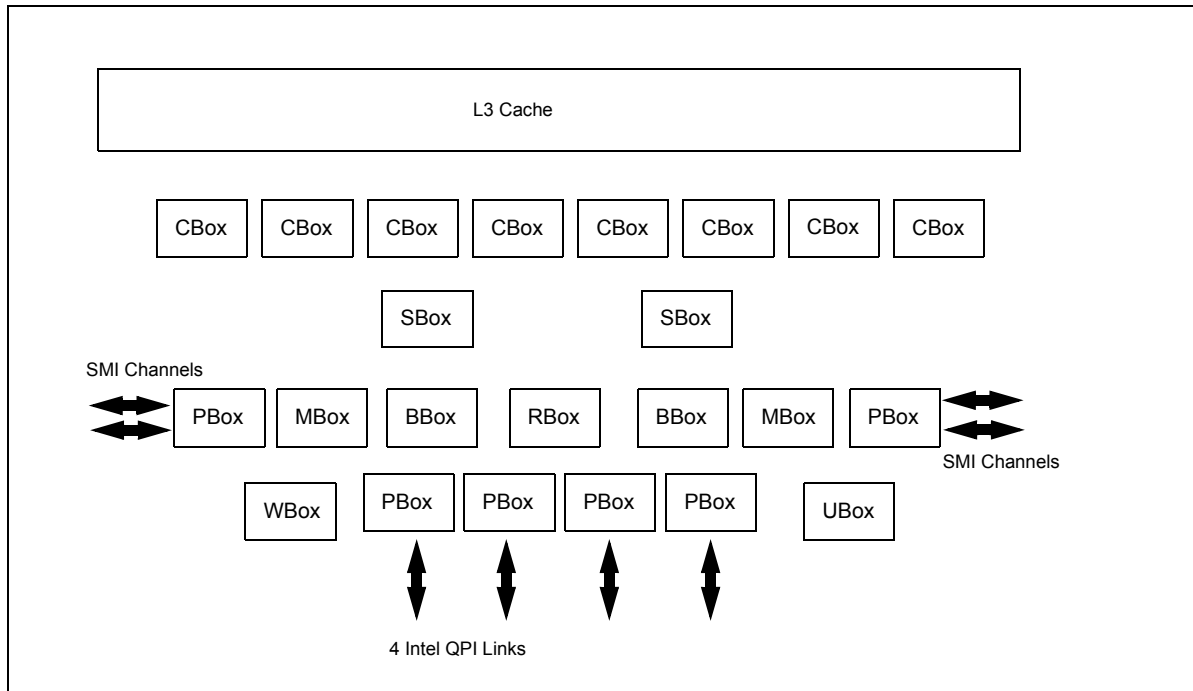 L3 Cache
CBox CBox CBox CBox CBox CBox CBox CBox
SBox SBox
SMI Channels
PBox MBox BBox RBox BBox MBox PBox
SMI Channels
WBox PBox PBox PBox PBox UBox
4 Intel QPI Links